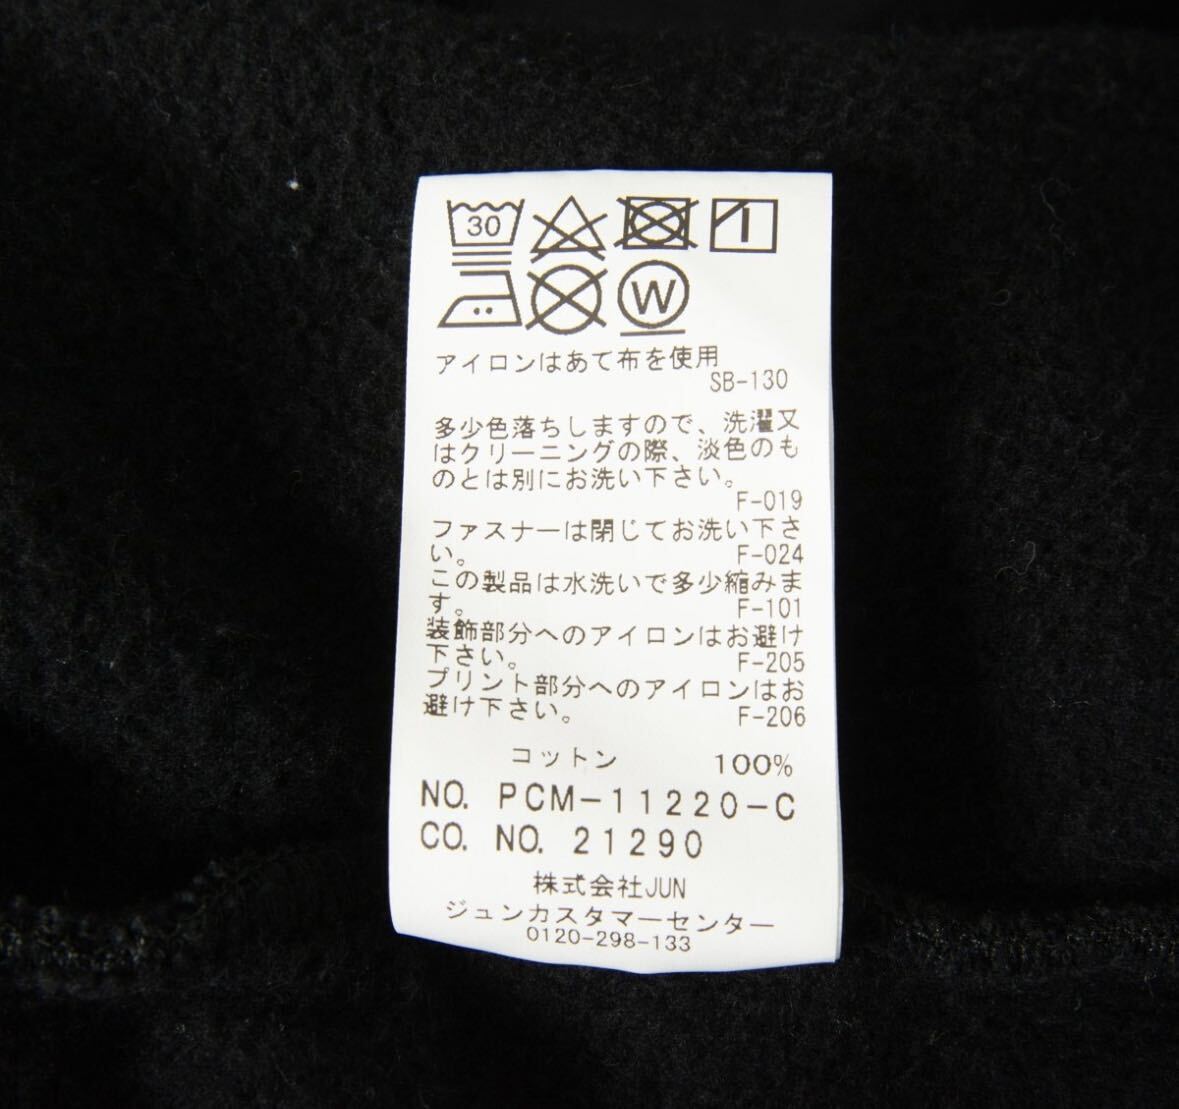 30
W
アイロンはあて布を使用
SB-130
多少色落ちしますので、洗濯又
はクリーニングの際、淡色のも
のとは別にお洗い下さい。
F-019
ファスナーは閉じてお洗い下さ
い。 F-024
この製品は水洗いで多少縮みま
す。 F-101
装飾部分へのアイロンはお避け
下さい。 F-205
プリント部分へのアイロンはお
避け下さい。 F-206
コットン 100%
NO. PCM-11220-C
CO. NO. 21290
株式会社JUN
ジュンカスタマーセンター
0120-298-133